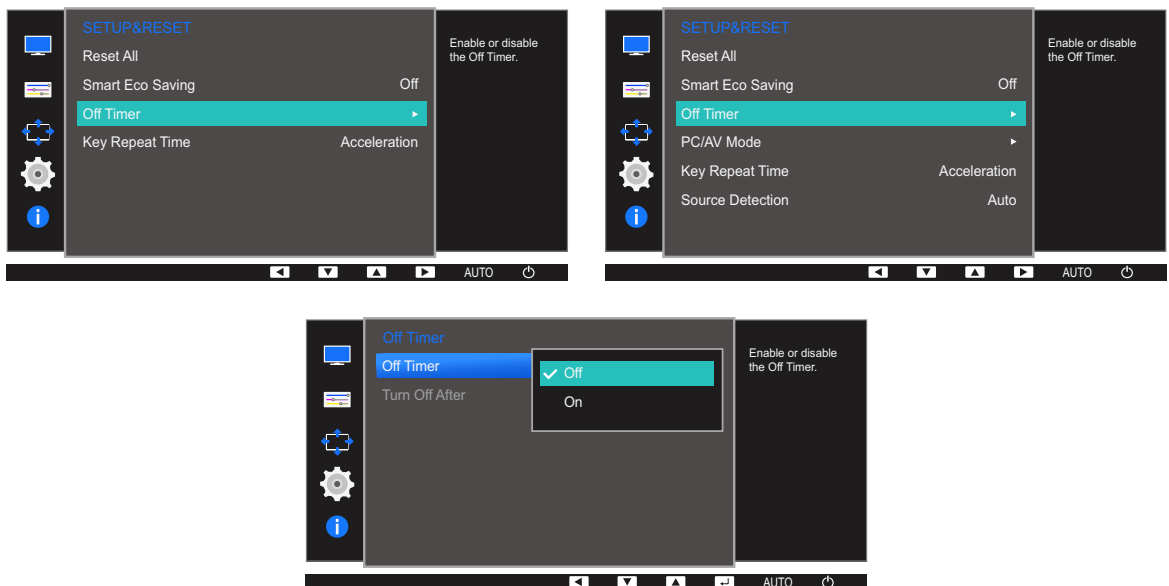 SETUP&RESET
Reset All
Smart Eco Saving Off
Off Timer
Key Repeat Time Acceleration
Enable or disable
the Off Timer.
AUTO
SETUP&RESET
Reset All
Smart Eco Saving Off
Off Timer
PC/AV Mode
Key Repeat Time Acceleration
Source Detection Auto
Enable or disable
the Off Timer.
AUTO
Off Timer
Off Timer
Turn Off After
Off
On
Enable or disable
the Off Timer.
AUTO